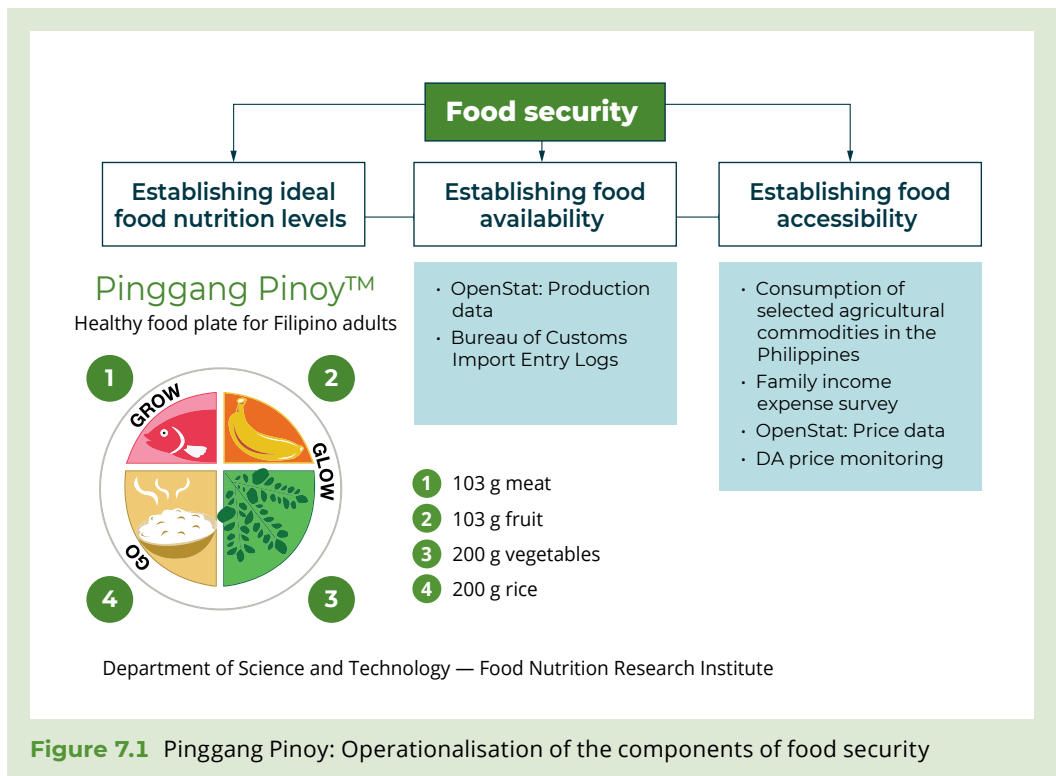 Food security
Establishing ideal
food nutrition levels
Establishing food
availability
Establishing food
accessibility
Pinggang Pinoy™
Healthy food plate for Filipino adults
1
2
GROW
GLOW
GO
4
3
• OpenStat: Production
data
• Bureau of Customs
Import Entry Logs
• Consumption of
selected agricultural
commodities in the
Philippines
• Family income
expense survey
• OpenStat: Price data
• DA price monitoring
1 103 g meat
2 103 g fruit
3 200 g vegetables
4 200 g rice
Department of Science and Technology — Food Nutrition Research Institute
Figure 7.1 Pinggang Pinoy: Operationalisation of the components of food security